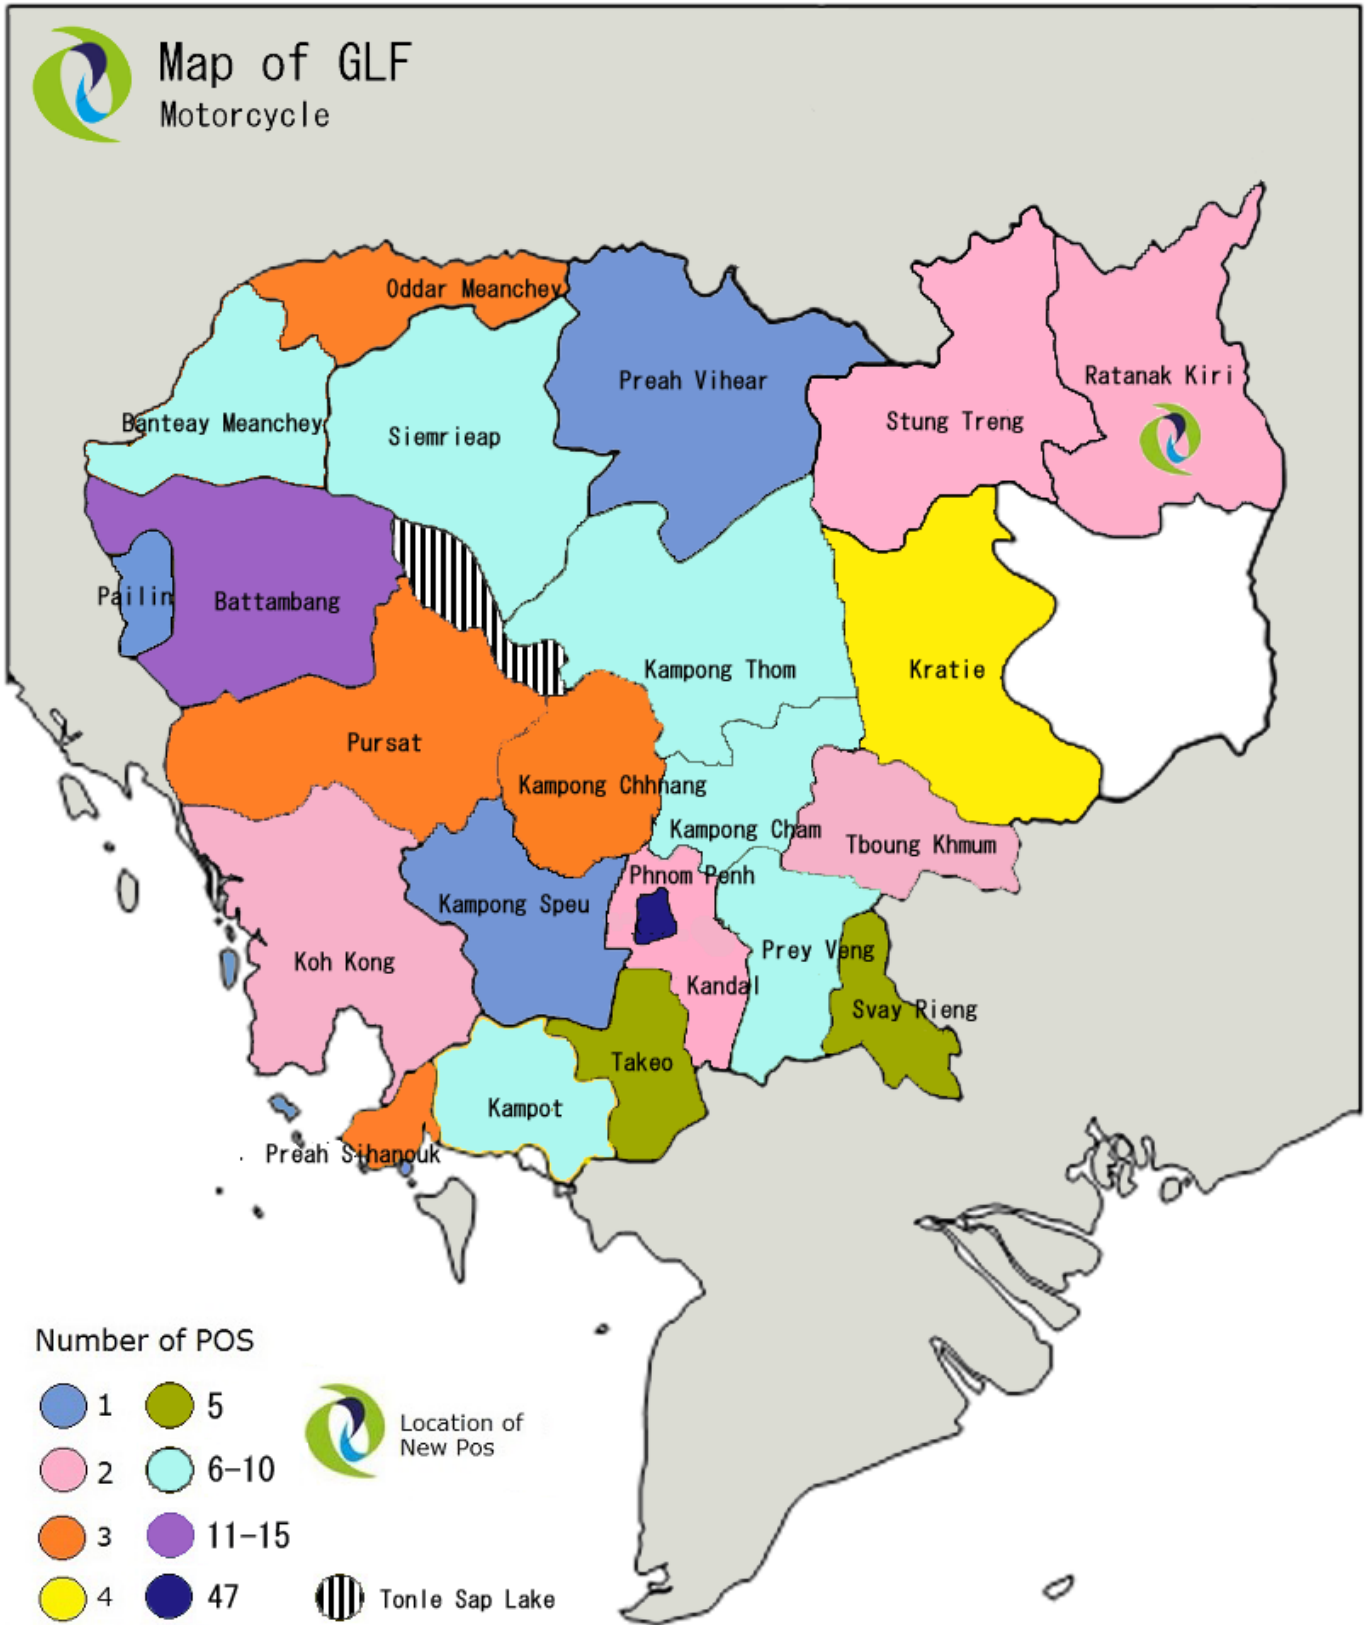 Map of GLF
Motorcycle
Oddar Meanchey
Preah Vihear
Ratanak Kiri
Banteay Meanchey
Siemrieap
Stung Treng
Pailin
Battambang
Kampong Thom
Kratie
Pursat
Kampong Chhnang
Kampong Cham
Tboung Khmum
Phnom Penh
Kampong Speu
Prey Veng
Koh Kong
Kandal
Svay Rieng
Takeo
Kampot
Preah Sihanouk
Number of POS
1
5
2
6-10
3
11-15
4
47
Location of
New Pos
Tonle Sap Lake